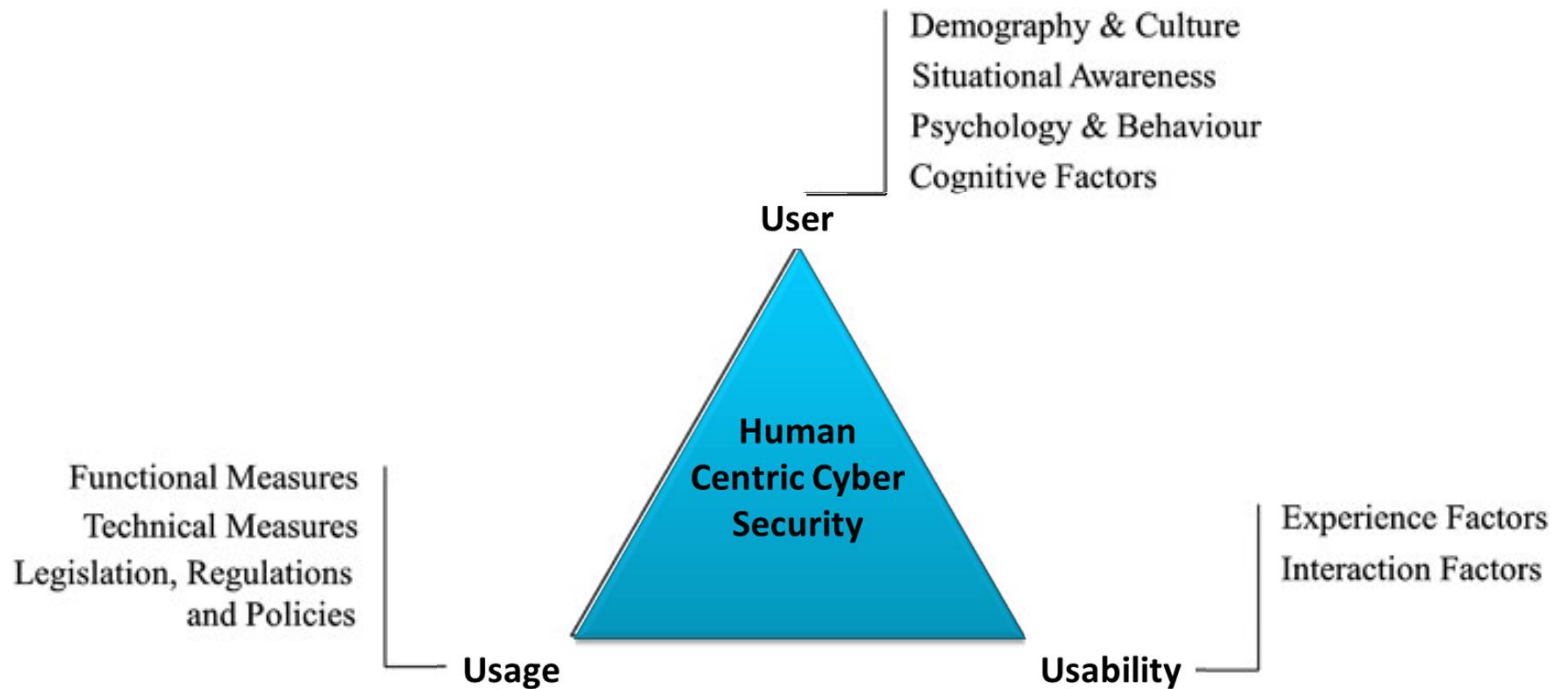 Demography & Culture
Situational Awareness
Psychology & Behaviour
Cognitive Factors
User
Human
Centric Cyber
Security
Functional Measures
Technical Measures
Legislation, Regulations
and Policies
Usage
Experience Factors
Interaction Factors
Usability